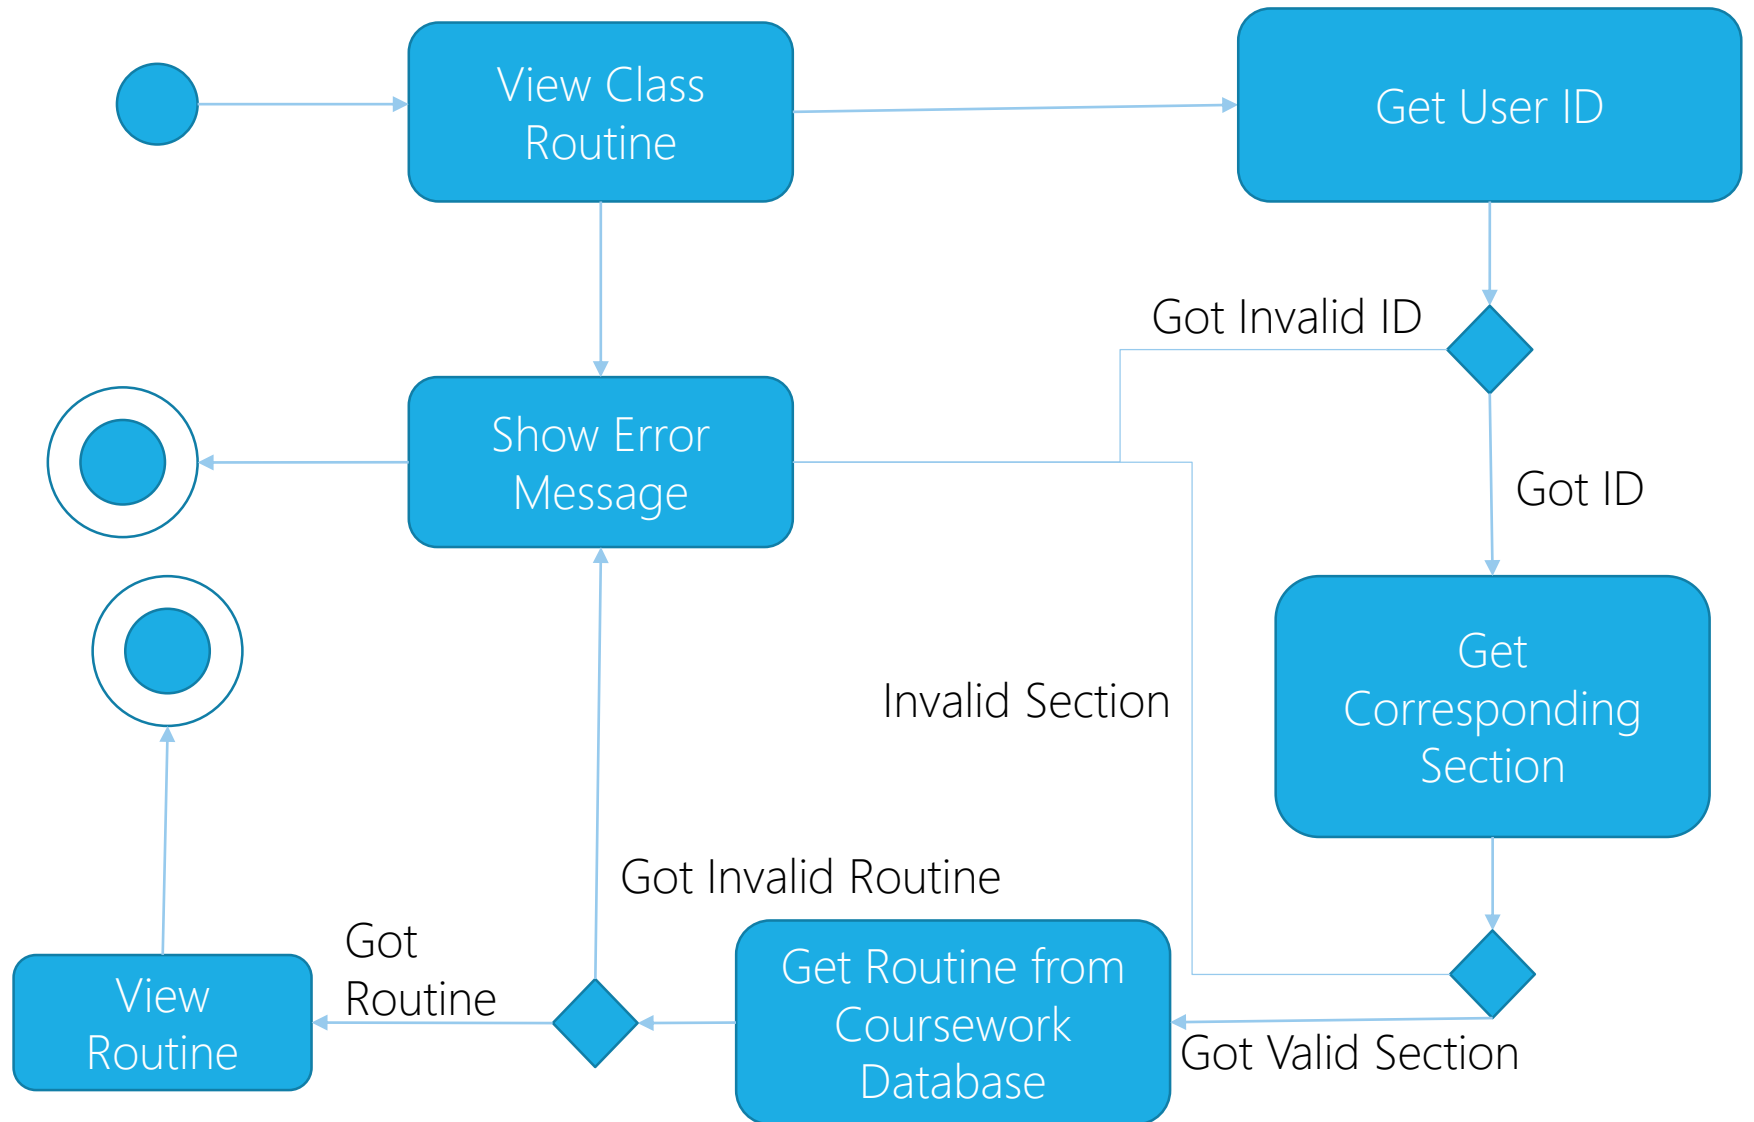 View Class
Routine
Get User ID
Got Invalid ID
Show Error
Message
Got ID
Get
Corresponding
Section
Invalid Section
Got Invalid Routine
Got
Routine
View
Routine
Get Routine from
Coursework
Database
Got Valid Section